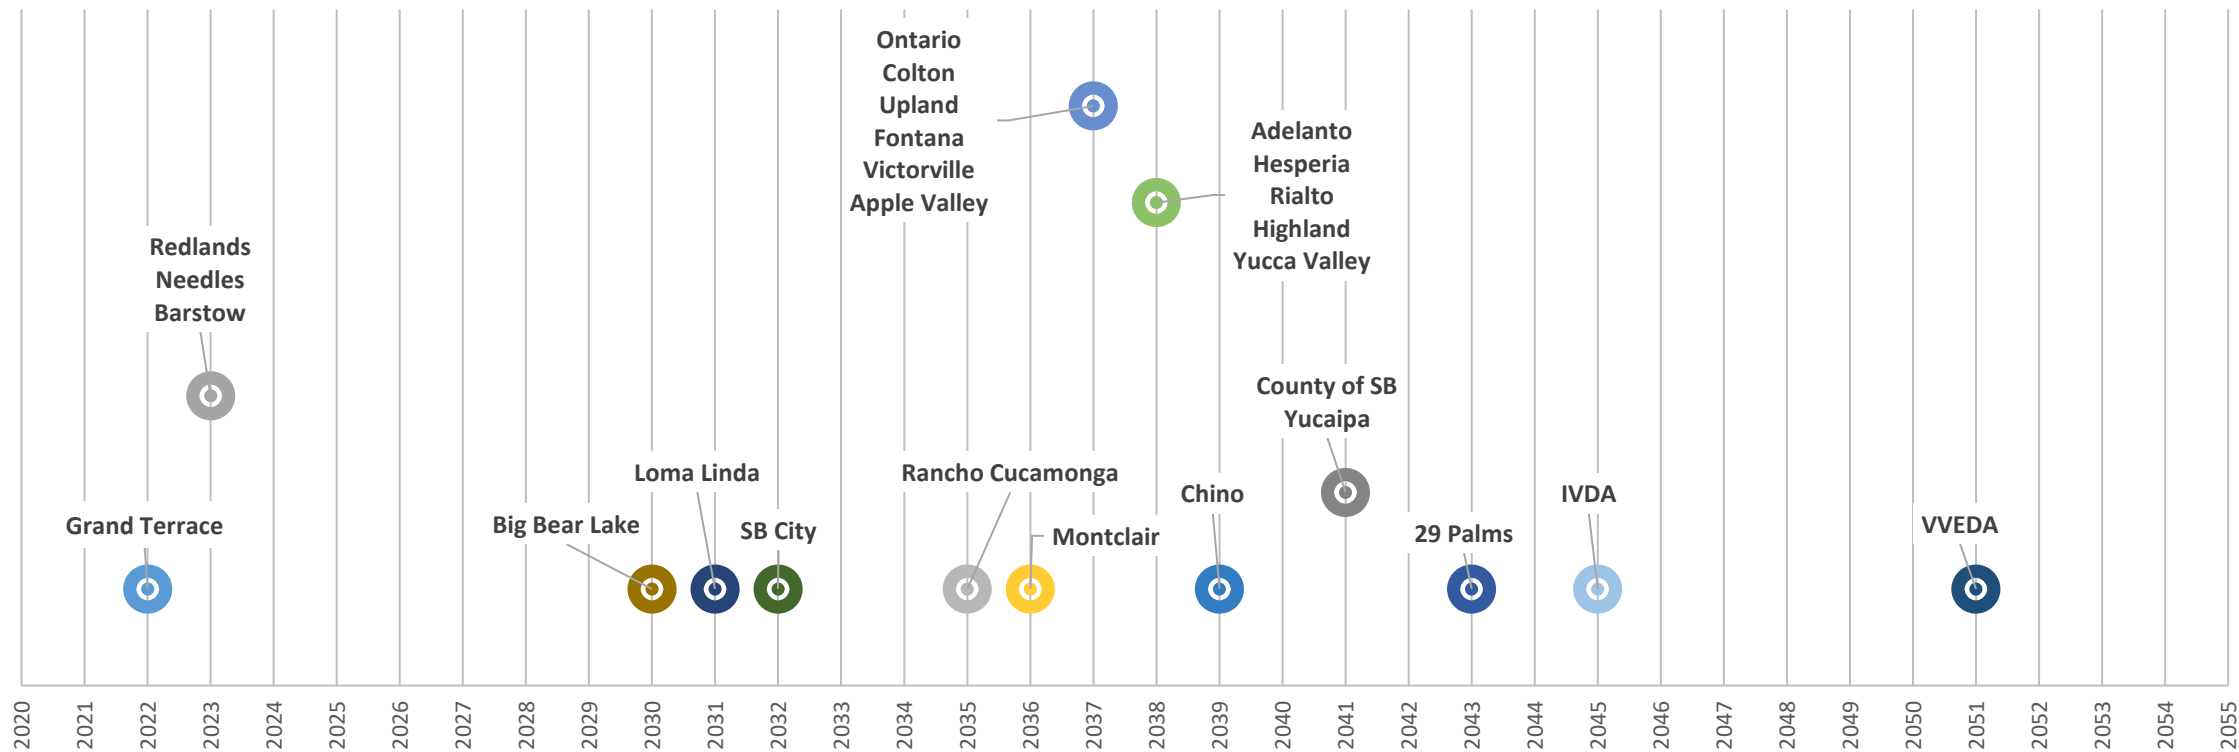 Ontario
Colton
Upland
Fontana
Victorville
Apple Valley
Adelanto
Hesperia
Rialto
Highland
Yucca Valley
Redlands
Needles
Barstow
County of SB
Yucaipa
Loma Linda
Rancho Cucamonga
Chino
IVDA
Grand Terrace
Big Bear Lake
SB City
Montclair
29 Palms
VVEDA
2020
2021
2022
2023
2024
2025
2026
2027
2028
2029
2030
2031
2032
2033
2034
2035
2036
2037
2038
2039
2040
2041
2042
2043
2044
2045
2046
2047
2048
2049
2050
2051
2052
2053
2054
2055